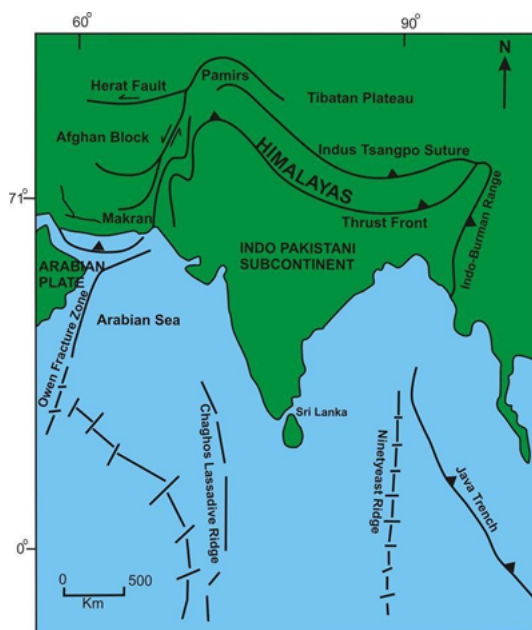 60°
90°
N
Herat Fault
Pamirs
Tibatan Plateau
Afghan Block
Indus Tsangpo Suture
HIMALAYAS
71°
Makran
Thrust Front
Indo-Burman Range
INDO PAKISTANI
SUBCONTINENT
ARABIAN
PLATE
Arabian Sea
Owen Fracture Zone
Sri Lanka
Chaghos Lassadive Ridge
Ninetyeast Ridge
Java Trench
0°
0 500
Km